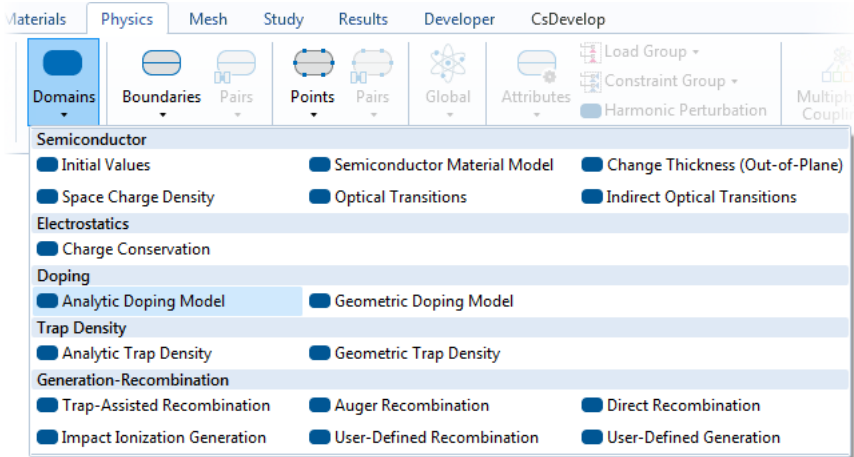 Materials Physics Mesh Study Results Developer CsDevelop
Load Group
Constraint Group
Harmonic Perturbation
Domains Boundaries Pairs Points Pairs Global Attributes
Semiconductor
Initial Values Semiconductor Material Model Change Thickness (Out-of-Plane)
Space Charge Density Optical Transitions Indirect Optical Transitions
Electrostatics
Charge Conservation
Doping
Analytic Doping Model Geometric Doping Model
Trap Density
Analytic Trap Density Geometric Trap Density
Generation-Recombination
Trap-Assisted Recombination Auger Recombination Direct Recombination
Impact Ionization Generation User-Defined Recombination User-Defined Generation